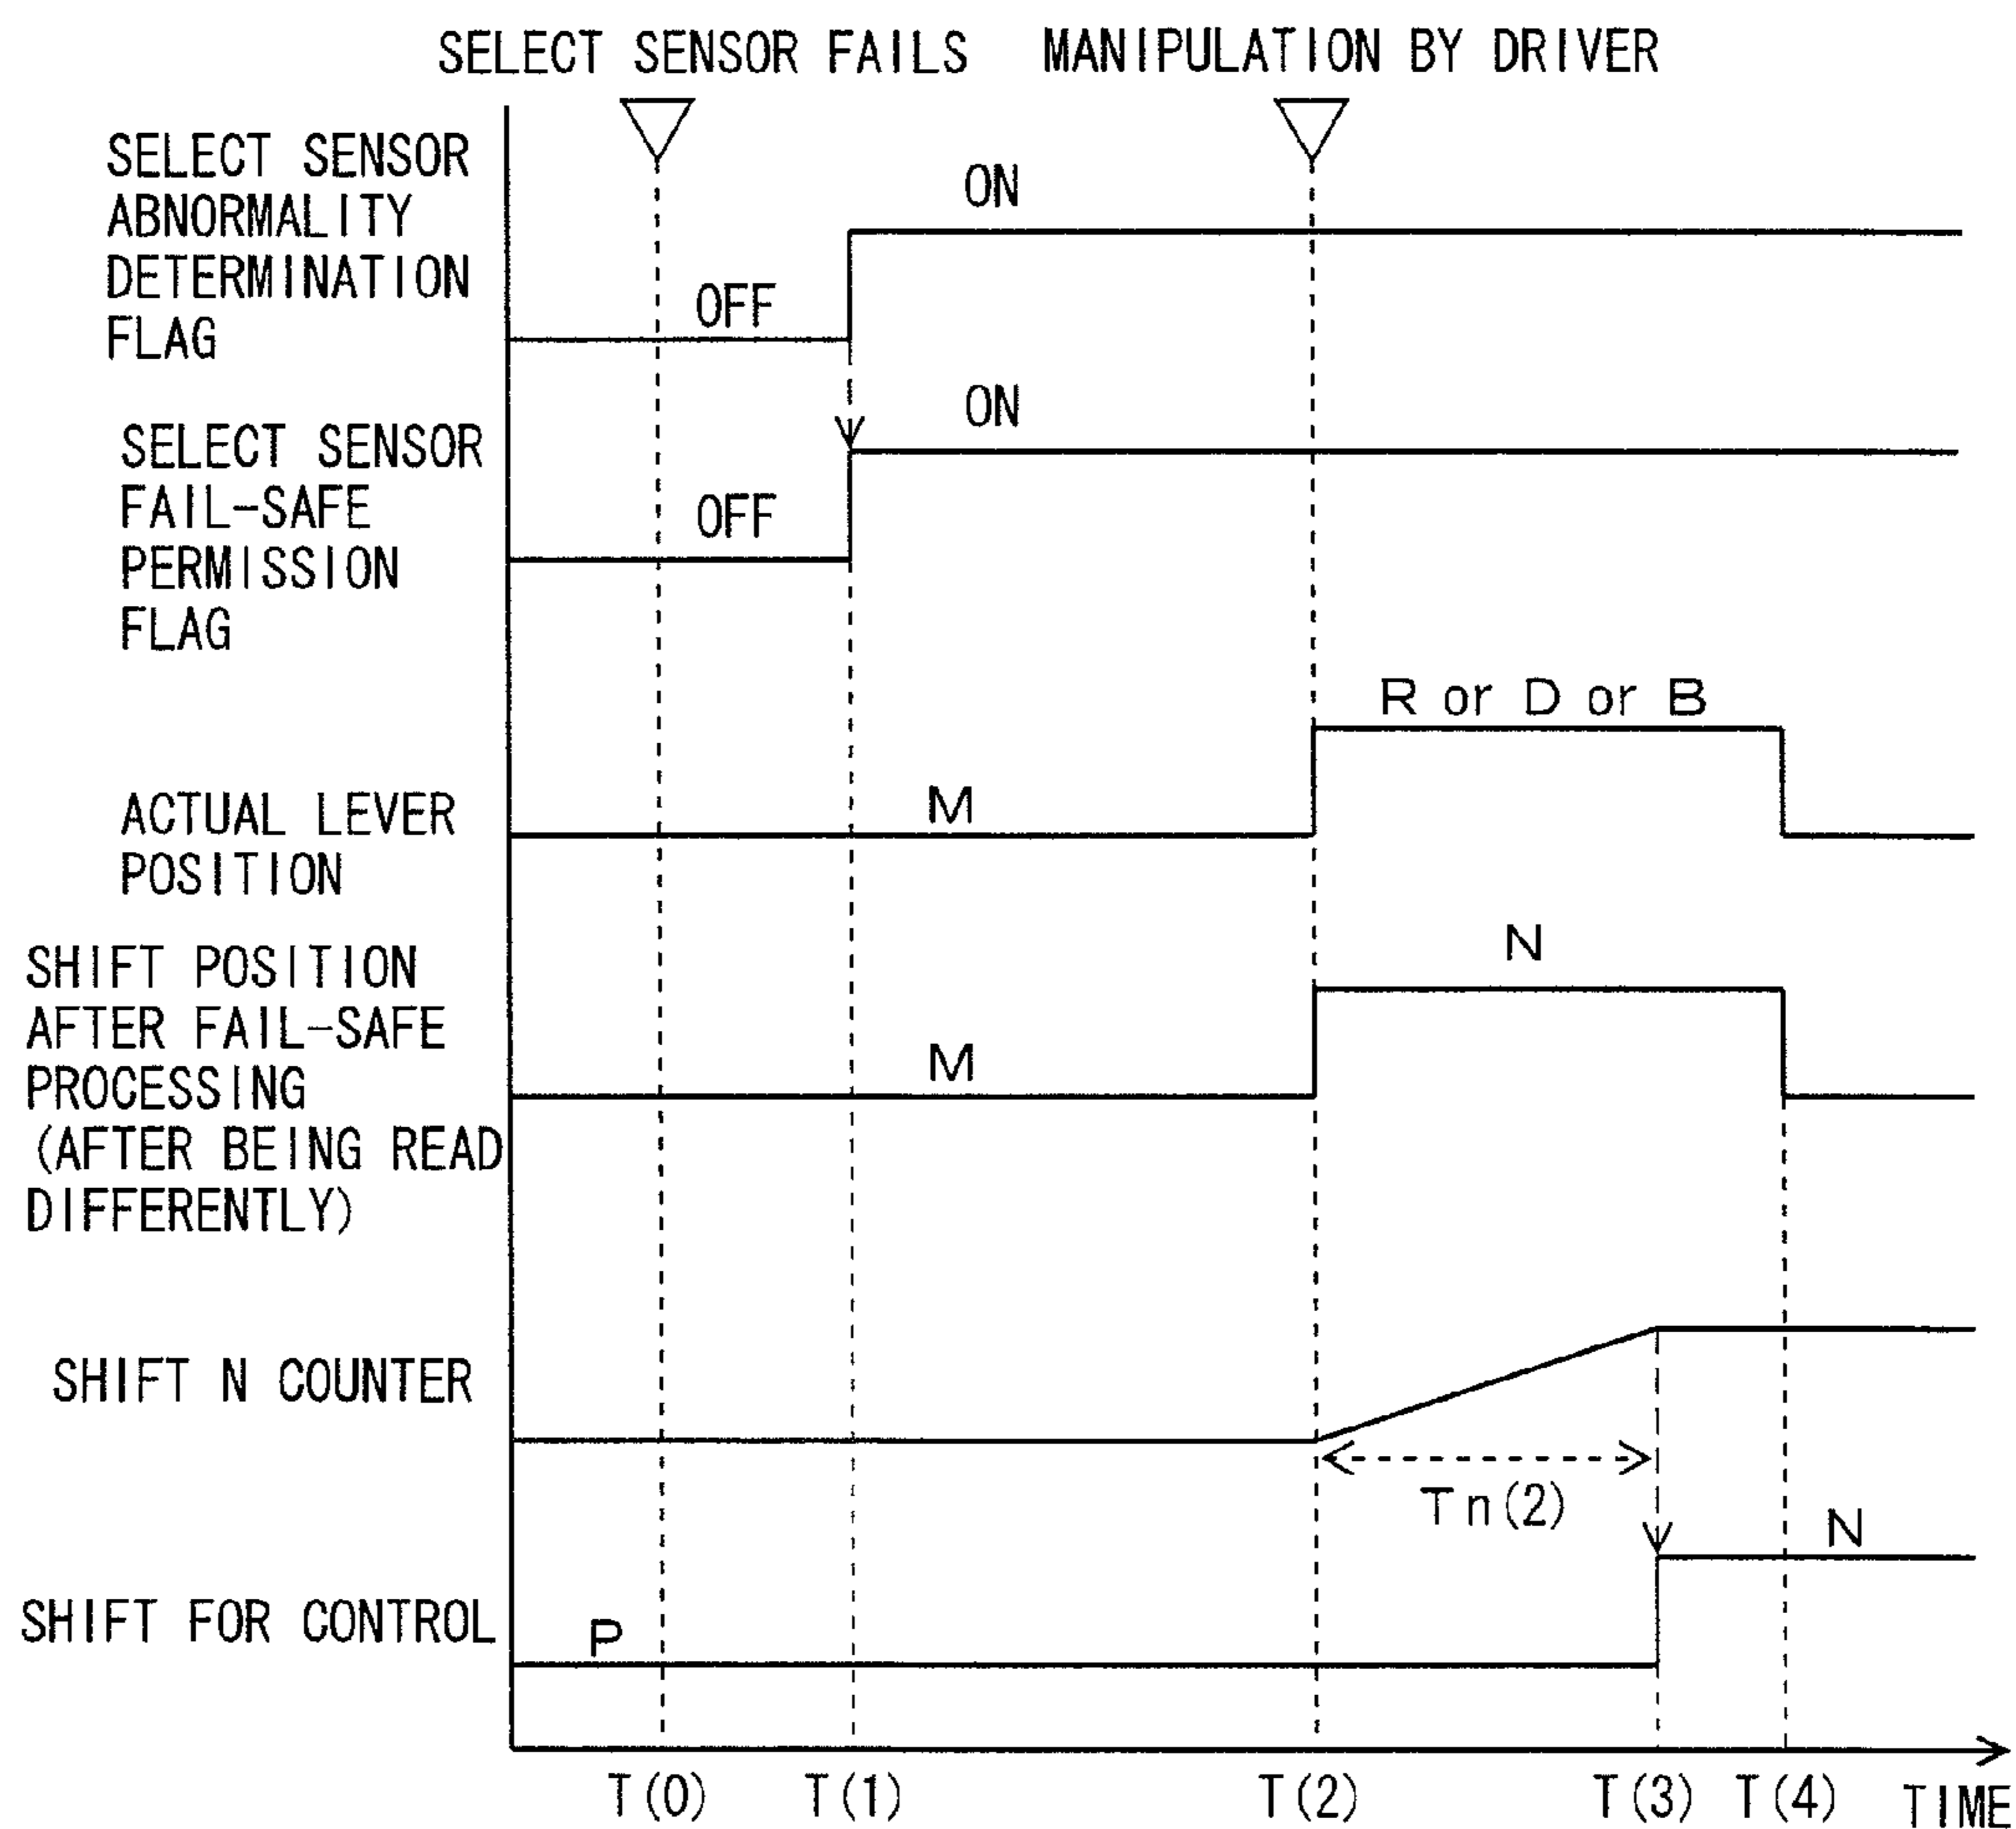 SELECT SENSOR FAILS
MANIPULATION BY DRIVER
SELECT SENSOR
ABNORMALITY
DETERMINATION
FLAG
ON
OFF
SELECT SENSOR
FAIL-SAFE
PERMISSION
FLAG
ON
OFF
R or D or B
ACTUAL LEVER
POSITION
M
SHIFT POSITION
AFTER FAIL-SAFE
PROCESSING
(AFTER BEING READ
DIFFERENTLY)
N
M
SHIFT N COUNTER
Tn(2)
N
SHIFT FOR CONTROL
P
T(0)
T(1)
T(2)
T(3)
T(4)
TIME